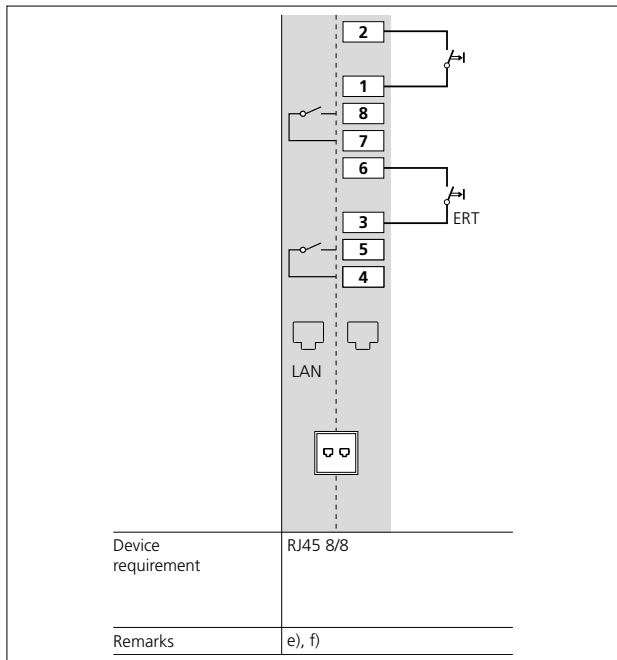 2
1
8
7
6
3
ERT
5
4
LAN
Device
requirement
RJ45 8/8
Remarks
e), f)